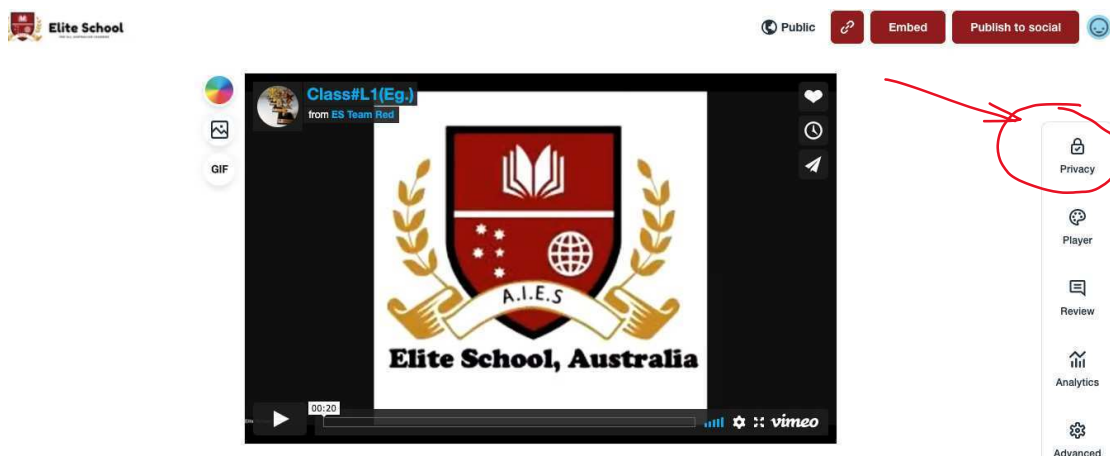 Elite School
Public
Embed
Publish to social
Class#L1(Eg.)
from ES Team Red
GIF
A.I.E.S
Elite School, Australia
00:20
vimeo
Privacy
Player
Review
Analytics
Advanced